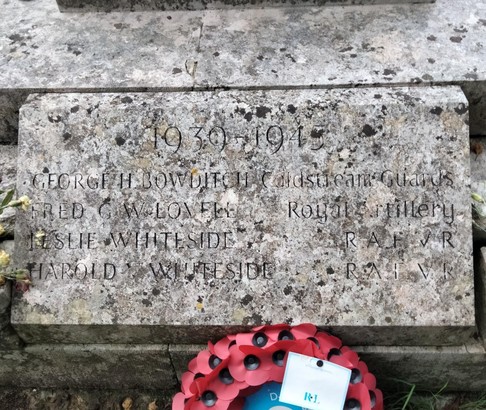 1939-1945
GEORGE H BOWDITCH Coldstream Guards
FRED G W LOVELL Royal Artillery
LESLIE WHITESIDE R A F V R
HAROLD WHITESIDE R A F V R